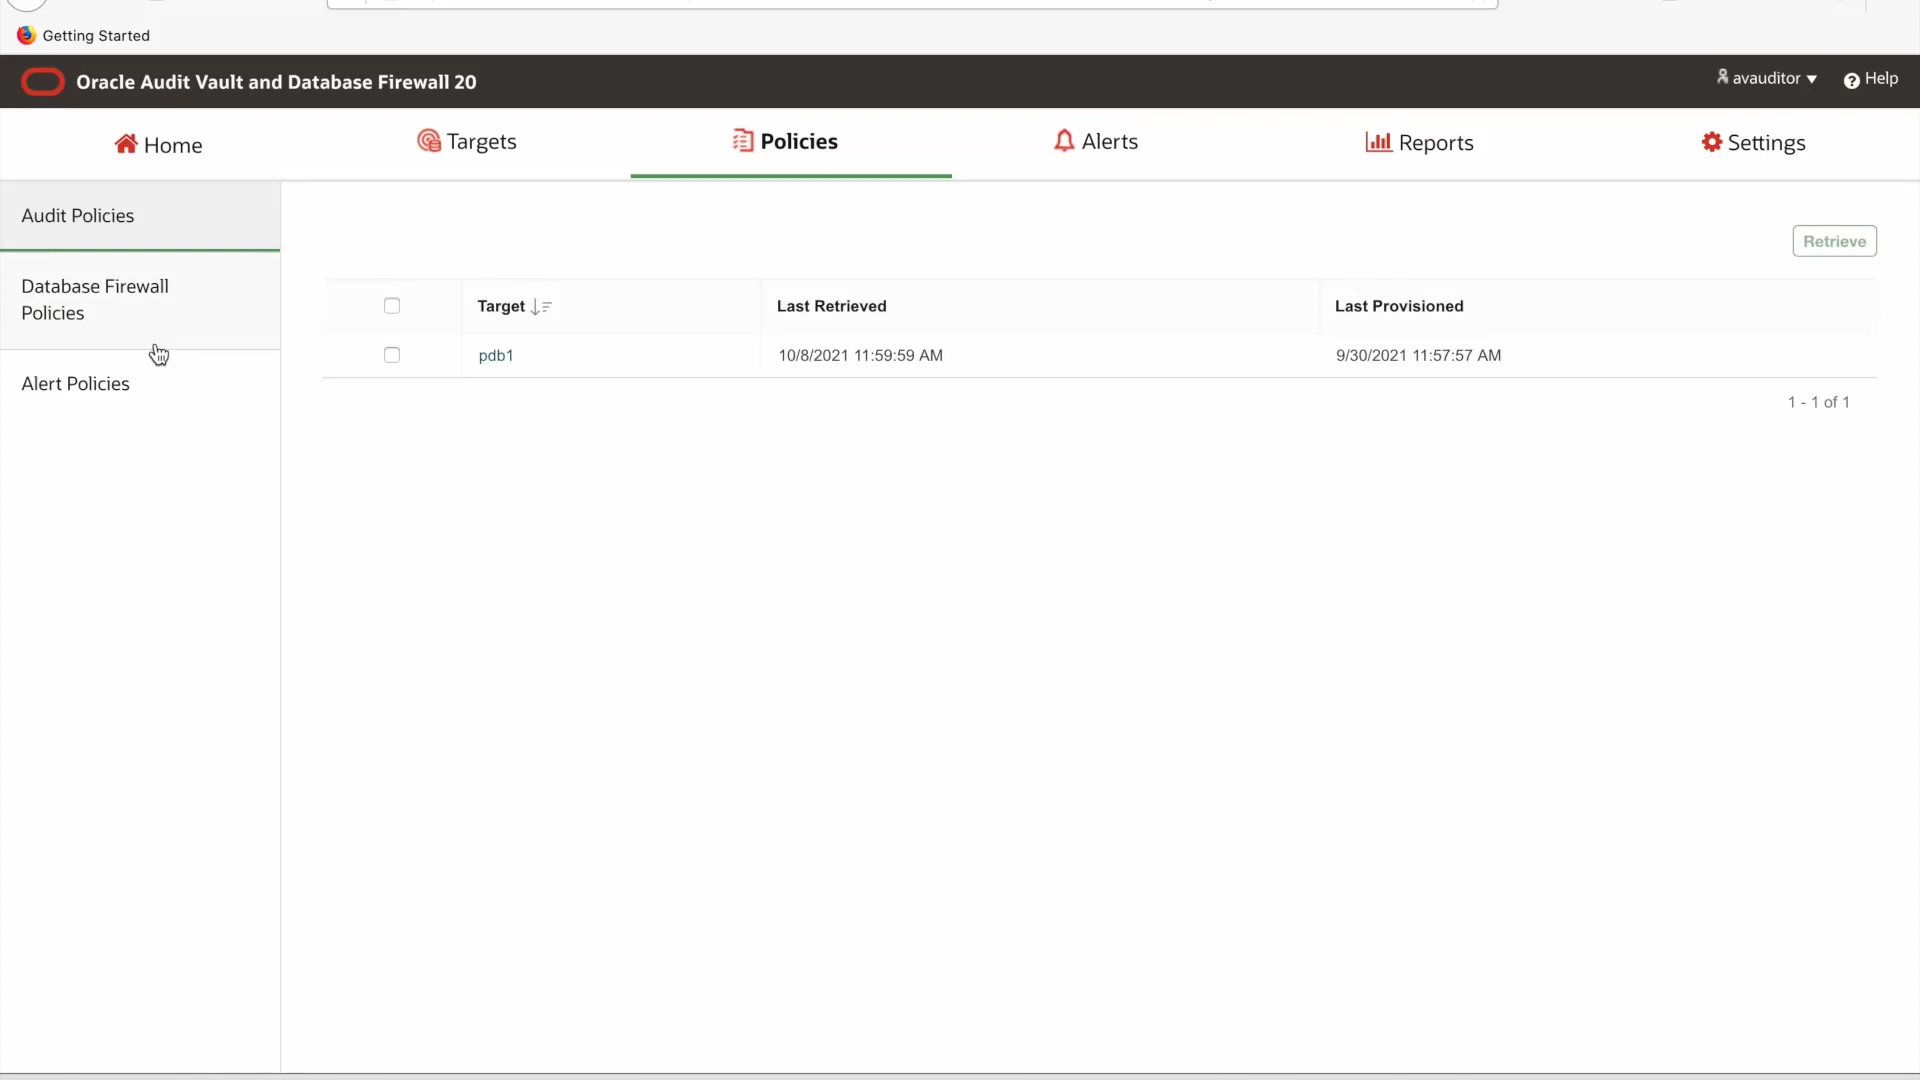 Getting Started
Oracle Audit Vault and Database Firewall 20
avauditor
Help
Home
Targets
Policies
Alerts
Reports
Settings
Audit Policies
Database Firewall
Policies
Alert Policies
Retrieve
Target
Last Retrieved
Last Provisioned
pdb1
10/8/2021 11:59:59 AM
9/30/2021 11:57:57 AM
1 - 1 of 1